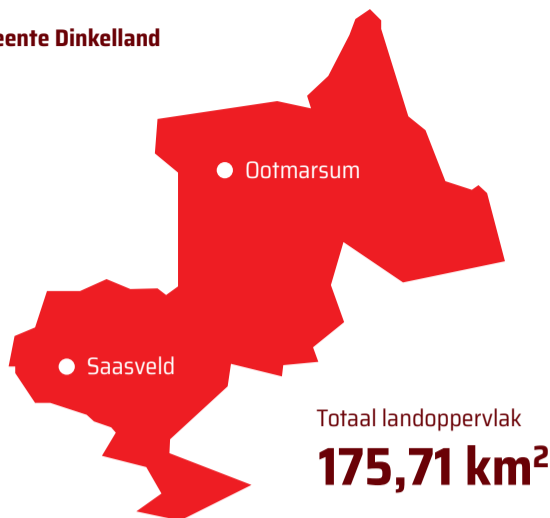 eente Dinkelland
Ootmarsum
Saasveld
Totaal landoppervlak
175,71 km²